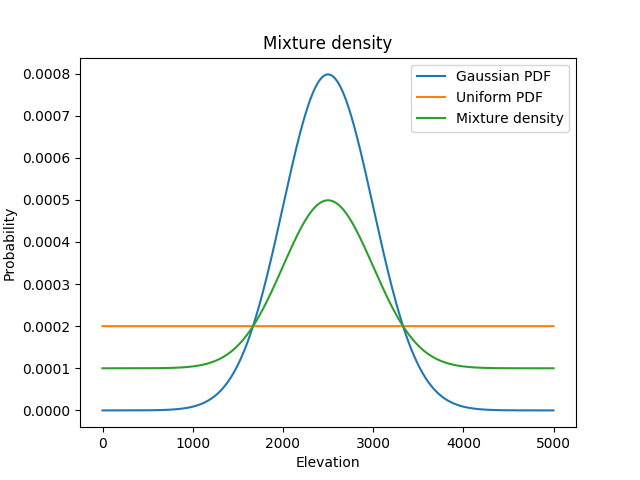 Mixture density
Gaussian PDF
Uniform PDF
Mixture density
0.0008
0.0007
0.0006
0.0005
0.0004
0.0003
0.0002
0.0001
0.0000
Probability
0 1000 2000 3000 4000 5000
Elevation